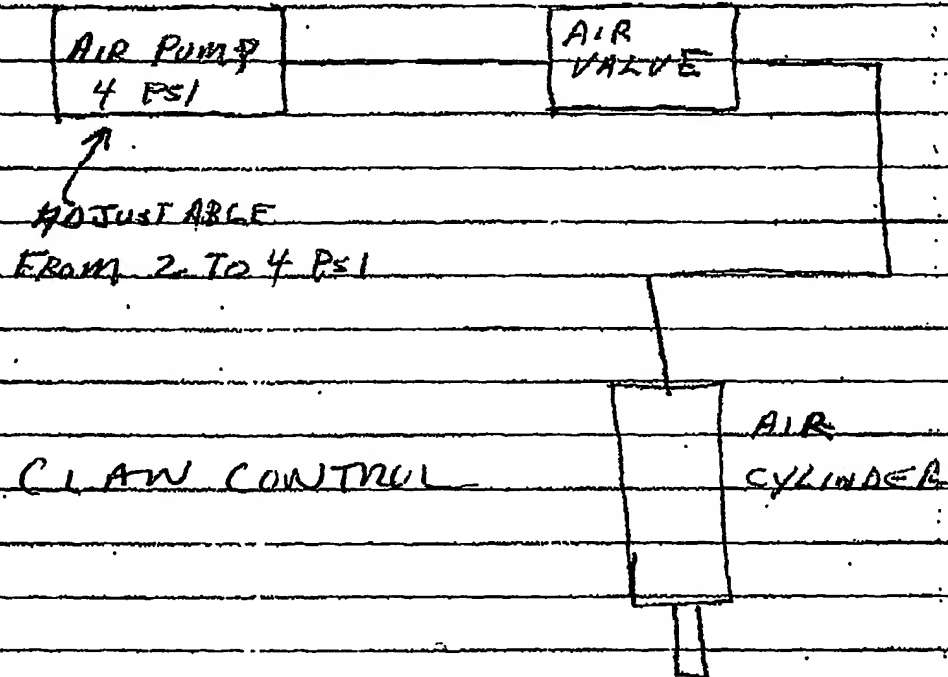 AIR PUMP
4 PSI
AIR
VALVE
ADJUSTABLE
FROM 2 TO 4 PSI
CLAW CONTROL
AIR
CYLINDER